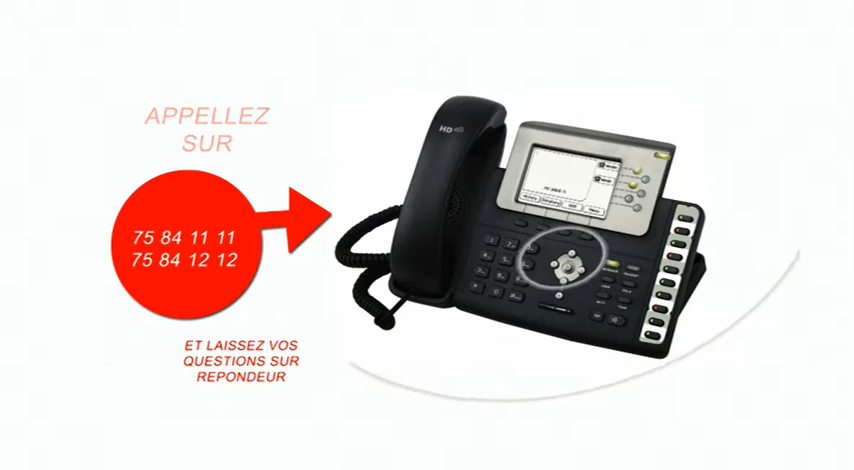 APPELLEZ
SUR
75 84 11 11
75 84 12 12
ET LAISSEZ VOS
QUESTIONS SUR
REPONDEUR
HD